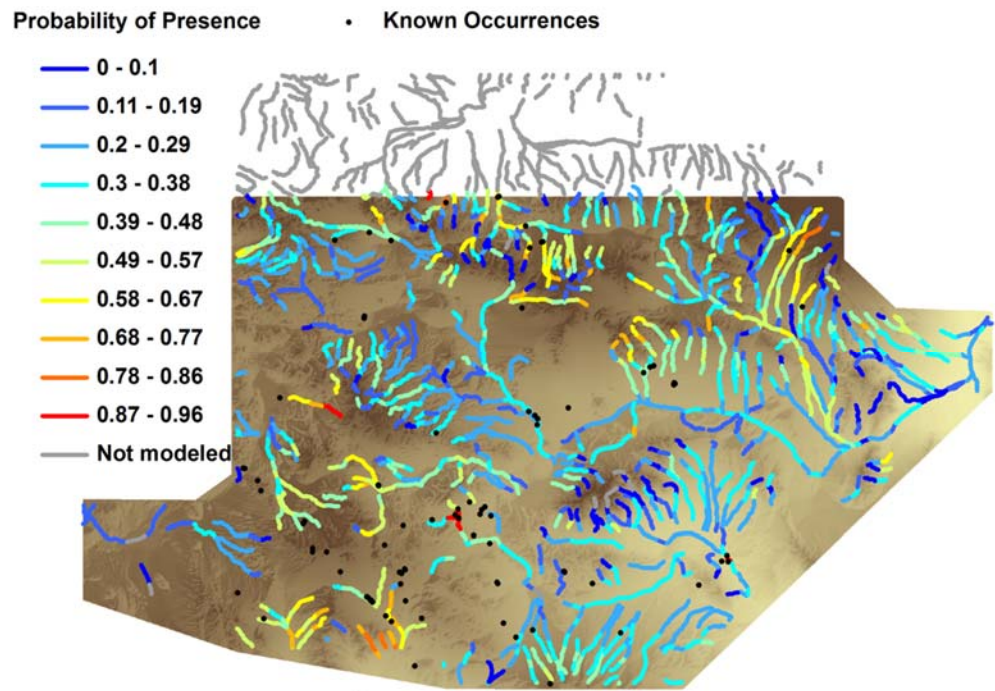 Probability of Presence
Known Occurrences
0 - 0.1
0.11 - 0.19
0.2 - 0.29
0.3 - 0.38
0.39 - 0.48
0.49 - 0.57
0.58 - 0.67
0.68 - 0.77
0.78 - 0.86
0.87 - 0.96
Not modeled